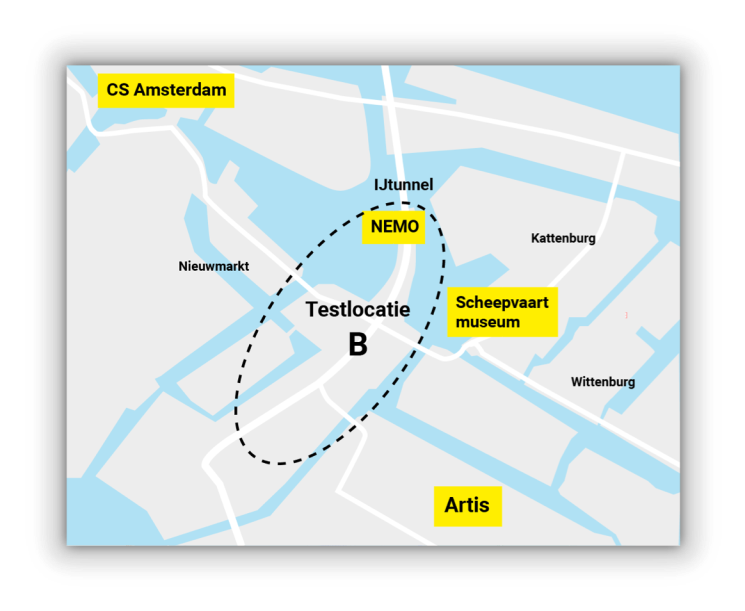 CS Amsterdam
IJtunnel
NEMO
Kattenburg
Nieuwmarkt
Testlocatie
B
Scheepvaart
museum
Wittenburg
Artis